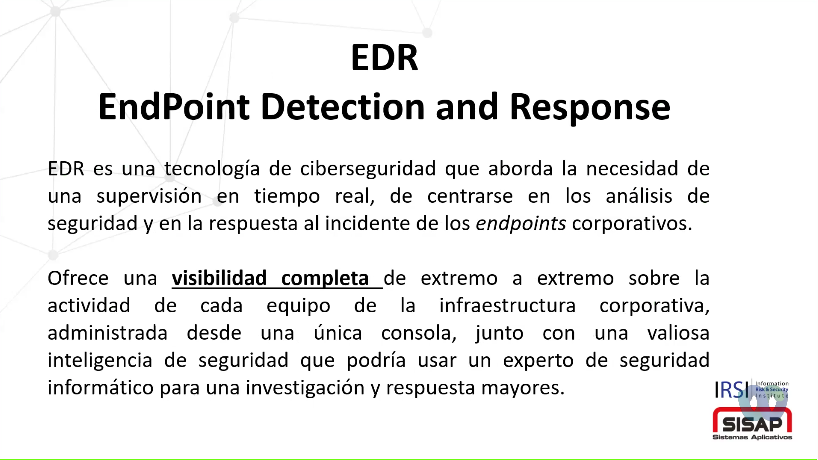 EDR
EndPoint Detection and Response
EDR es una tecnología de ciberseguridad que aborda la necesidad de
una supervisión en tiempo real, de centrarse en los análisis de
seguridad y en la respuesta al incidente de los endpoints corporativos.
Ofrece una visibilidad completa de extremo a extremo sobre la
actividad de cada equipo de la infraestructura corporativa,
administrada desde una única consola, junto con una valiosa
inteligencia de seguridad que podría usar un experto de seguridad
informático para una investigación y respuesta mayores.
IRSI
Information
Risk & Security
Institute
SISAP
Sistemas Aplicativos